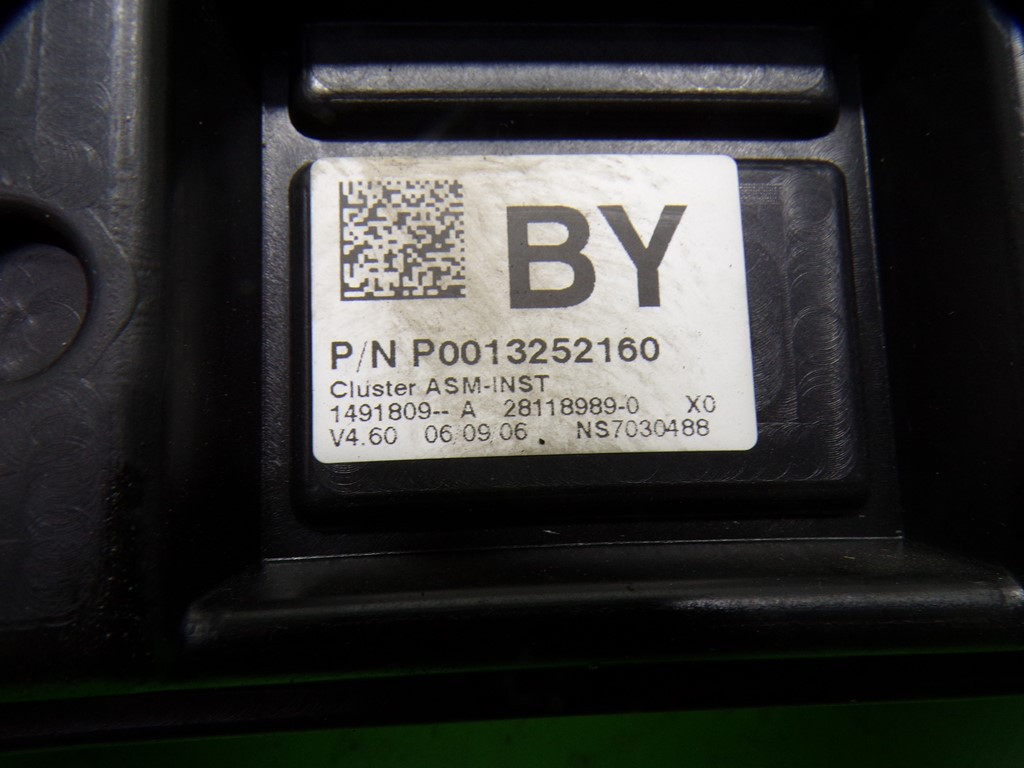 BY
P/N P0013252160
Cluster ASM-INST
1491809-- A 28118989-0 X0
V4.60 06.09.06 NS7030488